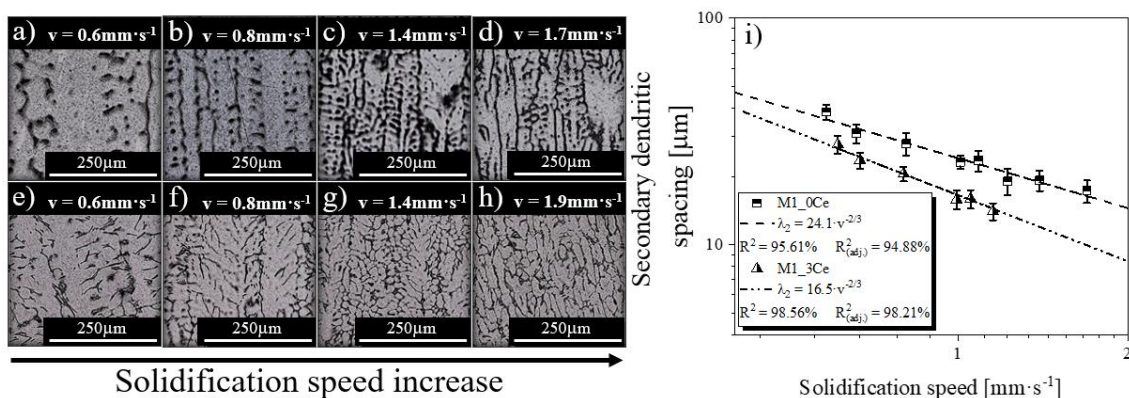 a) v = 0.6mm·s⁻¹
b) v = 0.8mm·s⁻¹
c) v = 1.4mm·s⁻¹
d) v = 1.7mm·s⁻¹
250μm
250μm
250μm
250μm
e) v = 0.6mm·s⁻¹
f) v = 0.8mm·s⁻¹
g) v = 1.4mm·s⁻¹
h) v = 1.9mm·s⁻¹
250μm
250μm
250μm
250μm
Solidification speed increase
Secondary dendritic
spacing [μm]
i)
100
10
M1_0Ce
λ₂ = 24.1·v⁻²ᐟ³
R² = 95.61% R²(adj.) = 94.88%
M1_3Ce
λ₂ = 16.5·v⁻²ᐟ³
R² = 98.56% R²(adj.) = 98.21%
1
2
Solidification speed [mm·s⁻¹]